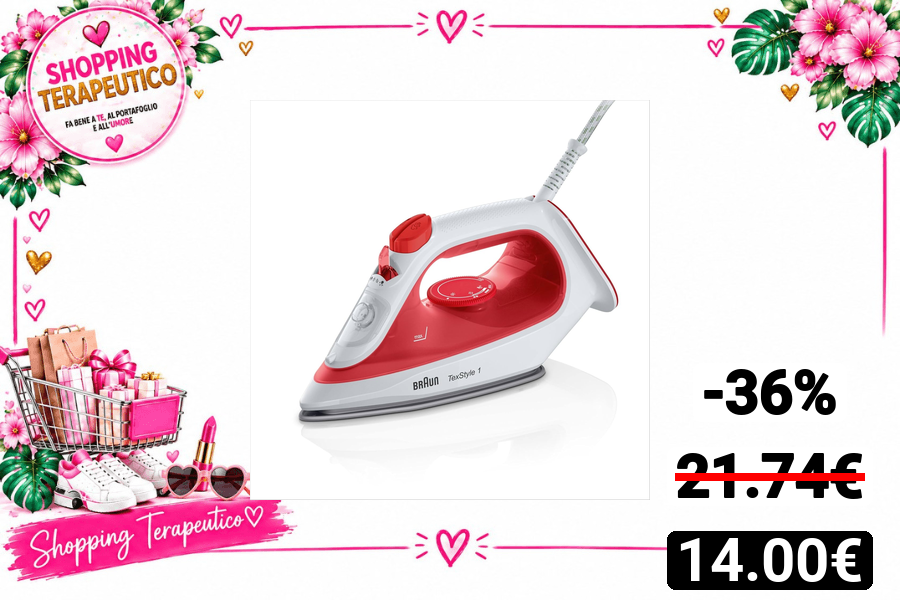 SHOPPING
TERAPEUTICO
FA BENE A TE, AL PORTAFOGLIO
E ALL'UMORE
BRAUN TexStyle 1
-36%
21.74€
Shopping Terapeutico
14.00€